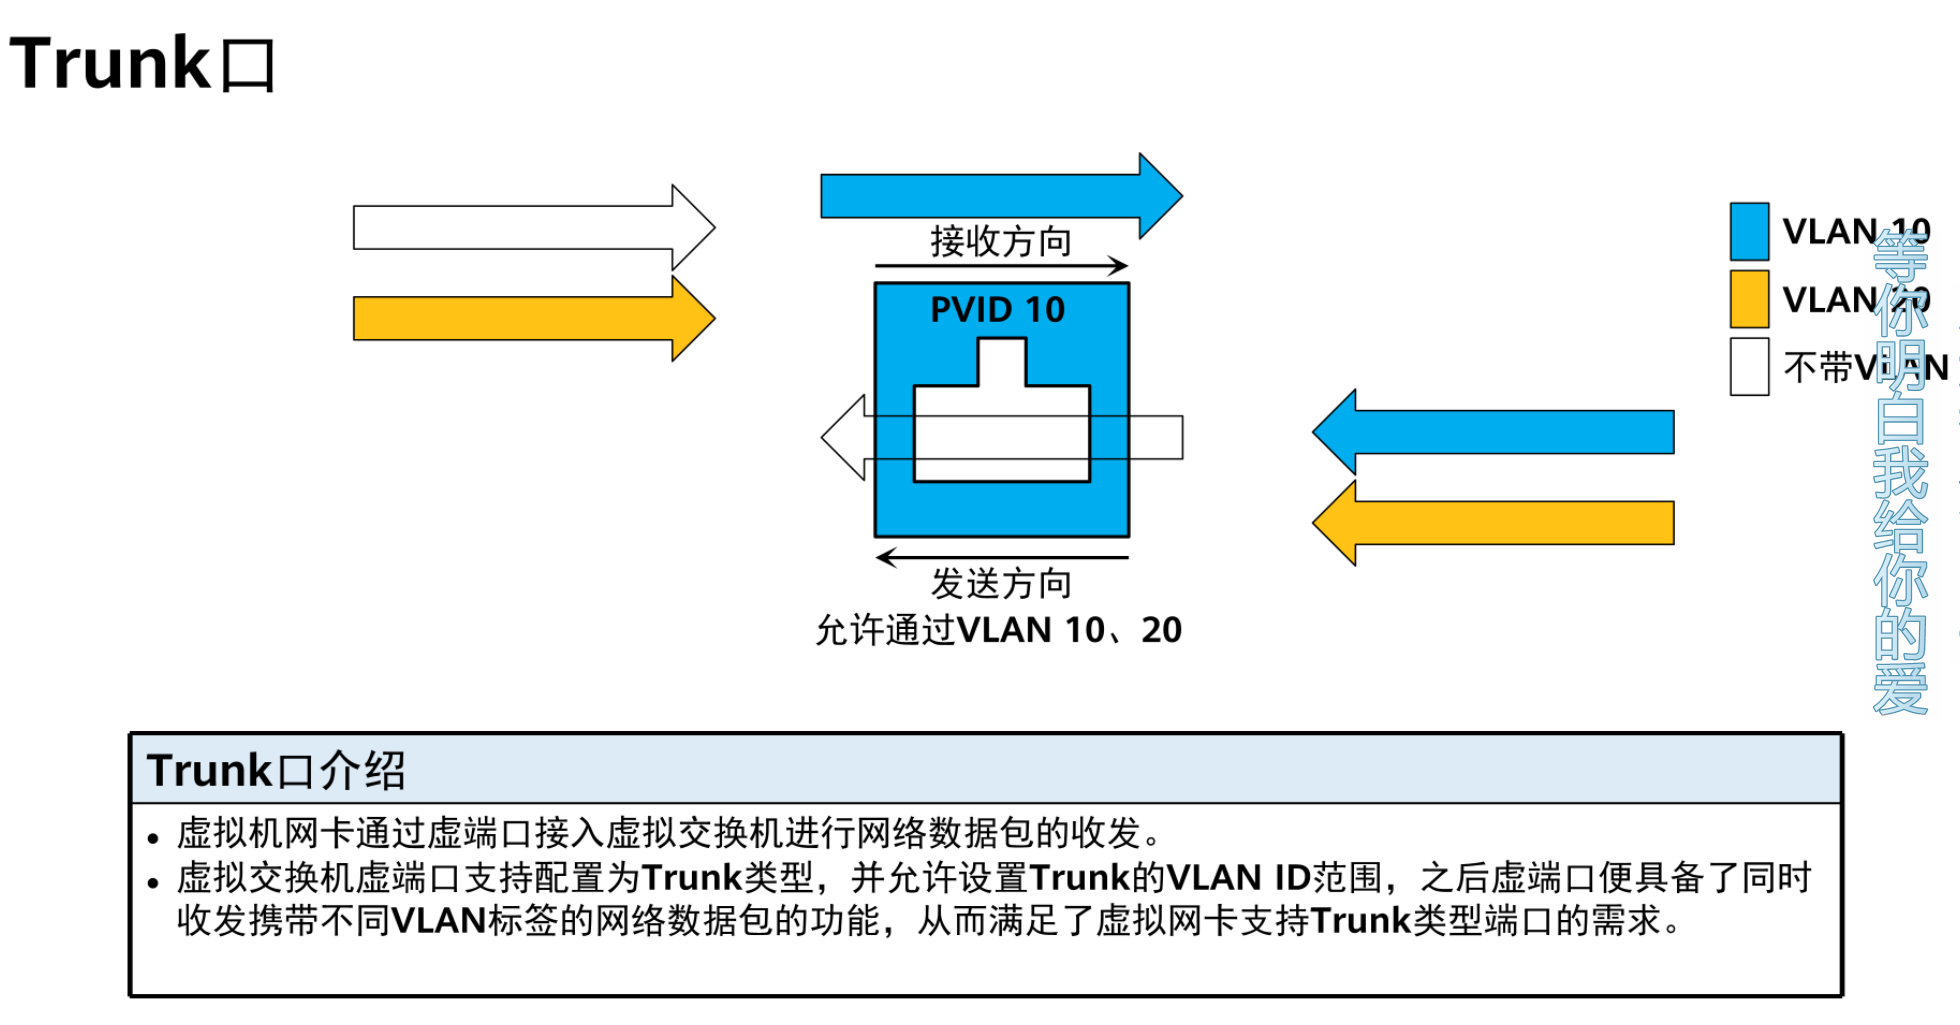 Trunk口
接收方向
PVID 10
发送方向
允许通过VLAN 10、20
VLAN 10
VLAN 20
不带VLAN
等你明白我给你的爱
Trunk口介绍
• 虚拟机网卡通过虚端口接入虚拟交换机进行网络数据包的收发。
• 虚拟交换机虚端口支持配置为Trunk类型，并允许设置Trunk的VLAN ID范围，之后虚端口便具备了同时
收发携带不同VLAN标签的网络数据包的功能，从而满足了虚拟网卡支持Trunk类型端口的需求。